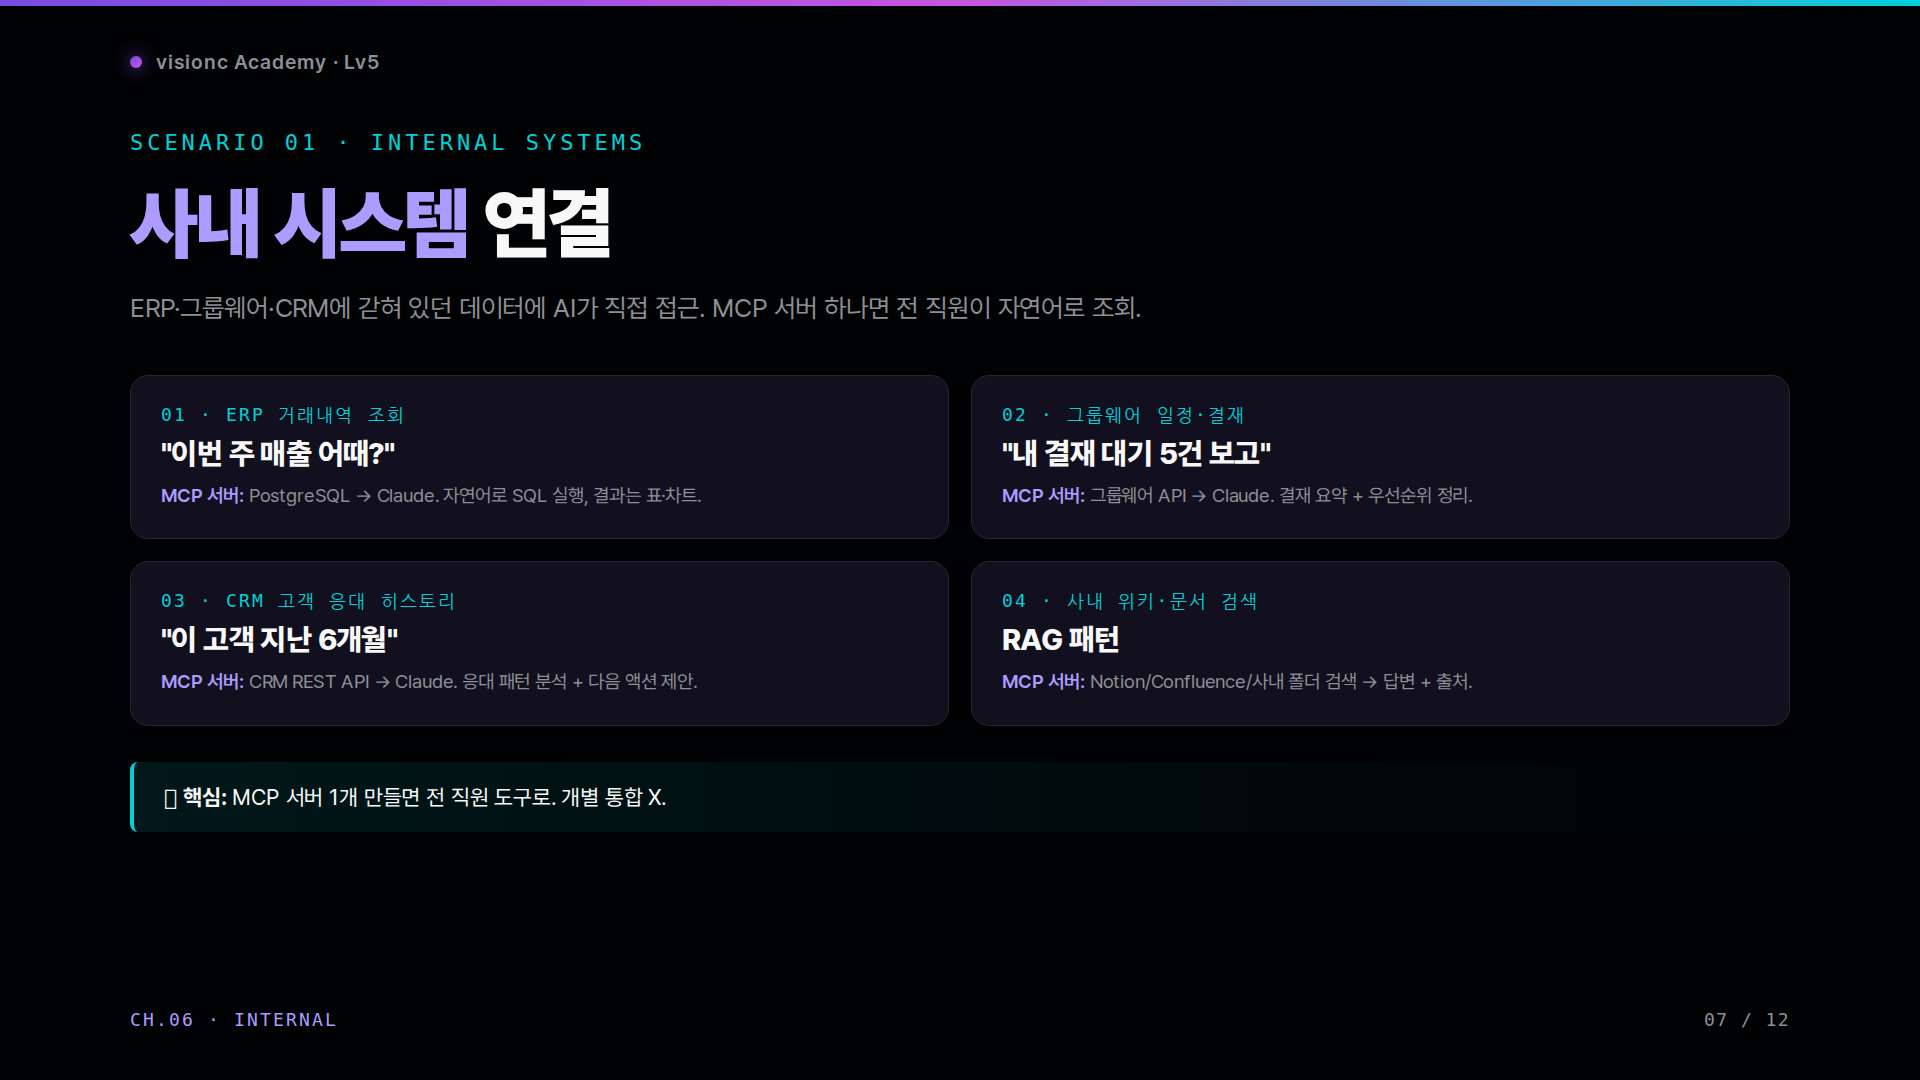 visionc Academy · Lv5
SCENARIO 01 · INTERNAL SYSTEMS
사내 시스템 연결
ERP·그룹웨어·CRM에 갇혀 있던 데이터에 AI가 직접 접근. MCP 서버 하나면 전 직원이 자연어로 조회.
01 · ERP 거래내역 조회
"이번 주 매출 어때?"
MCP 서버: PostgreSQL → Claude. 자연어로 SQL 실행, 결과는 표·차트.
02 · 그룹웨어 일정·결재
"내 결재 대기 5건 보고"
MCP 서버: 그룹웨어 API → Claude. 결재 요약 + 우선순위 정리.
03 · CRM 고객 응대 히스토리
"이 고객 지난 6개월"
MCP 서버: CRM REST API → Claude. 응대 패턴 분석 + 다음 액션 제안.
04 · 사내 위키·문서 검색
RAG 패턴
MCP 서버: Notion/Confluence/사내 폴더 검색 → 답변 + 출처.
핵심: MCP 서버 1개 만들면 전 직원 도구로. 개별 통합 X.
CH.06 · INTERNAL
07 / 12